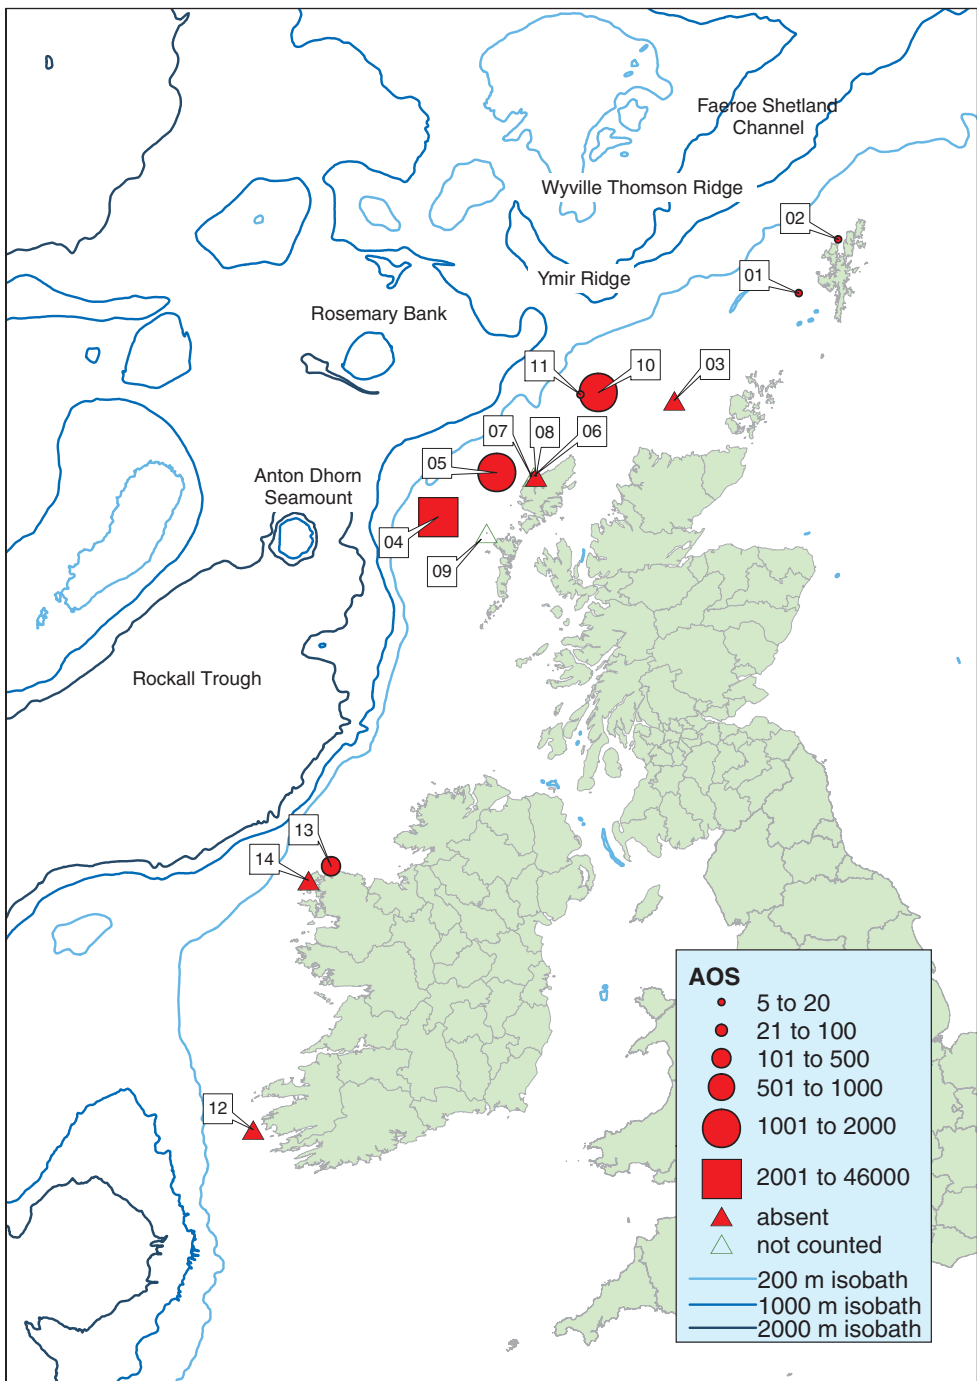 Faeroe Shetland
Channel
Wyville Thomson Ridge
02
01
Ymir Ridge
Rosemary Bank
11
10
03
07
08
06
05
Anton Dhorn
Seamount
04
09
Rockall Trough
13
14
12
AOS
5 to 20
21 to 100
101 to 500
501 to 1000
1001 to 2000
2001 to 46000
absent
not counted
200 m isobath
1000 m isobath
2000 m isobath